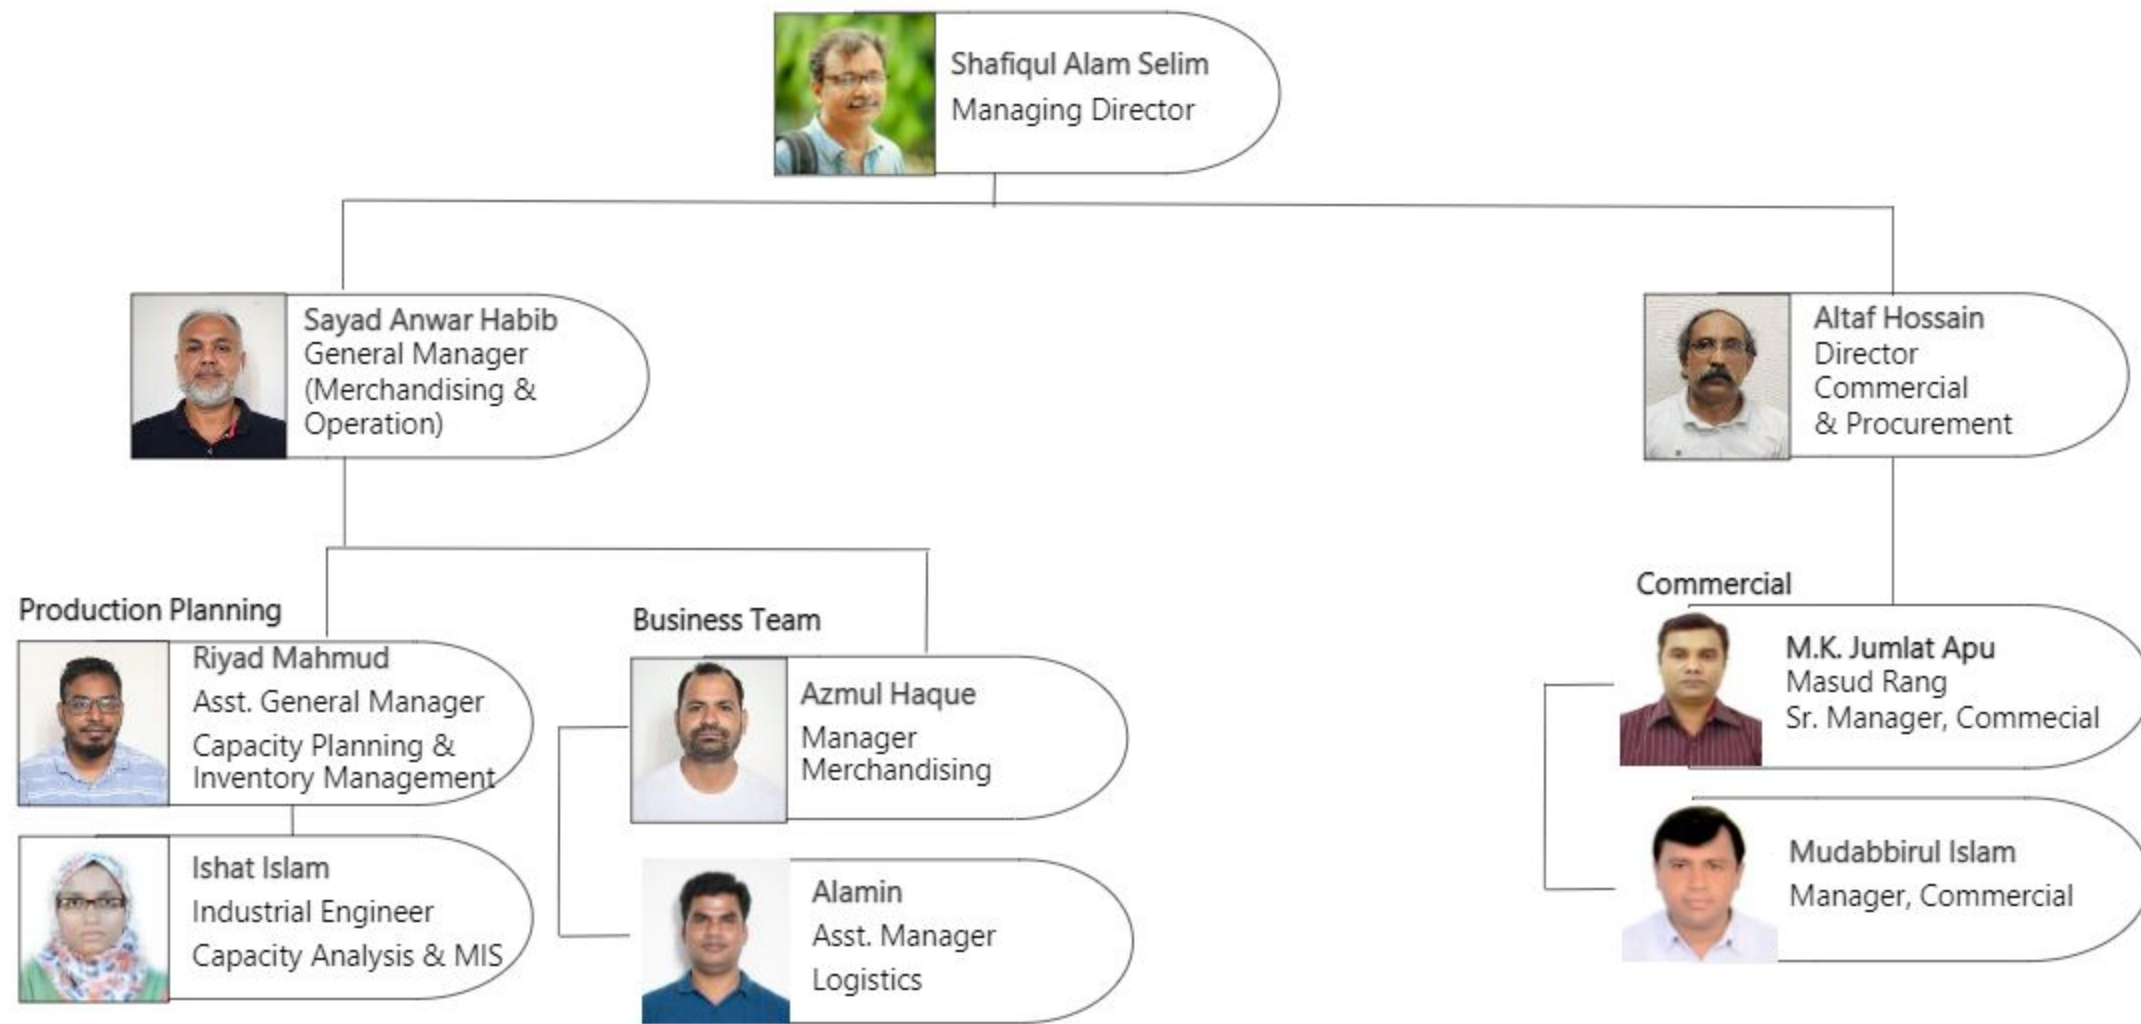 Shafiqul Alam Selim
Managing Director
Sayad Anwar Habib
General Manager
(Merchandising &
Operation)
Altaf Hossain
Director
Commercial
& Procurement
Production Planning
Riyad Mahmud
Asst. General Manager
Capacity Planning &
Inventory Management
Ishat Islam
Industrial Engineer
Capacity Analysis & MIS
Business Team
Azmul Haque
Manager
Merchandising
Alamin
Asst. Manager
Logistics
Commercial
M.K. Jumlat Apu
Masud Rang
Sr. Manager, Commecial
Mudabbirul Islam
Manager, Commercial